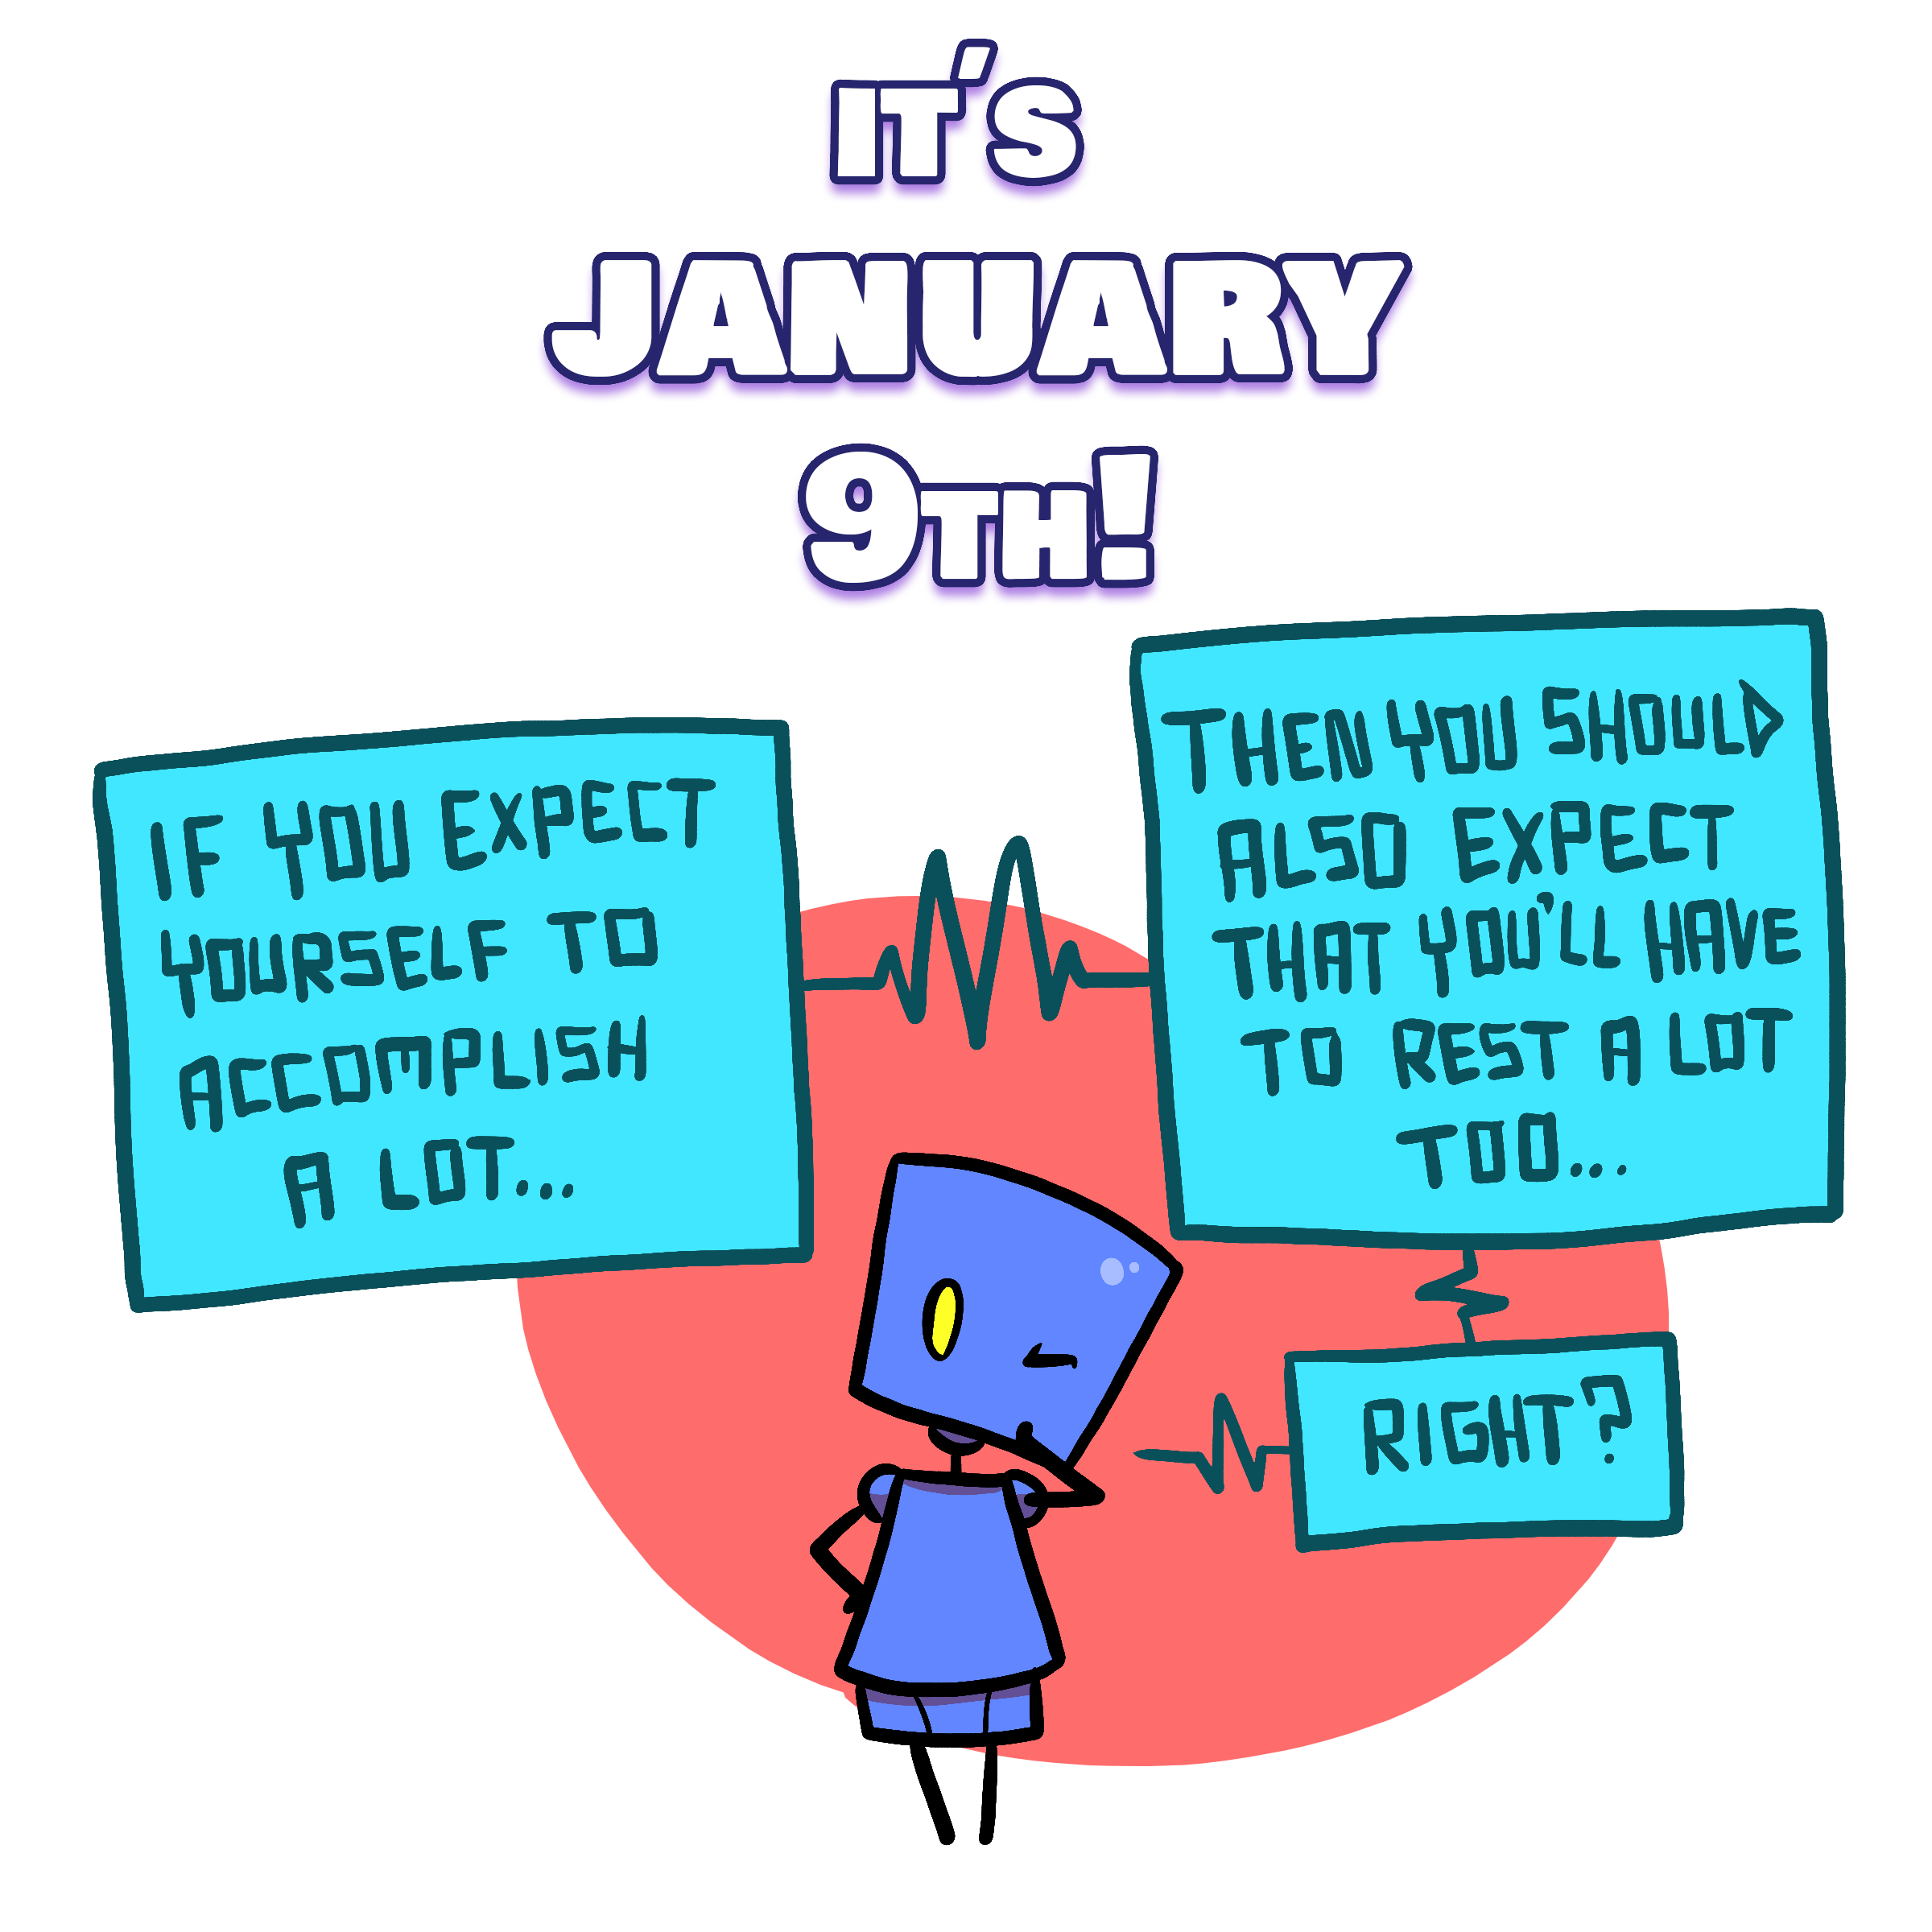 IT'S
JANUARY
9TH!
IF YOU EXPECT
YOURSELF TO
ACCOMPLISH
A LOT...
THEN YOU SHOULD
ALSO EXPECT
THAT YOU'LL HAVE
TO REST A LOT
TOO...
RIGHT?